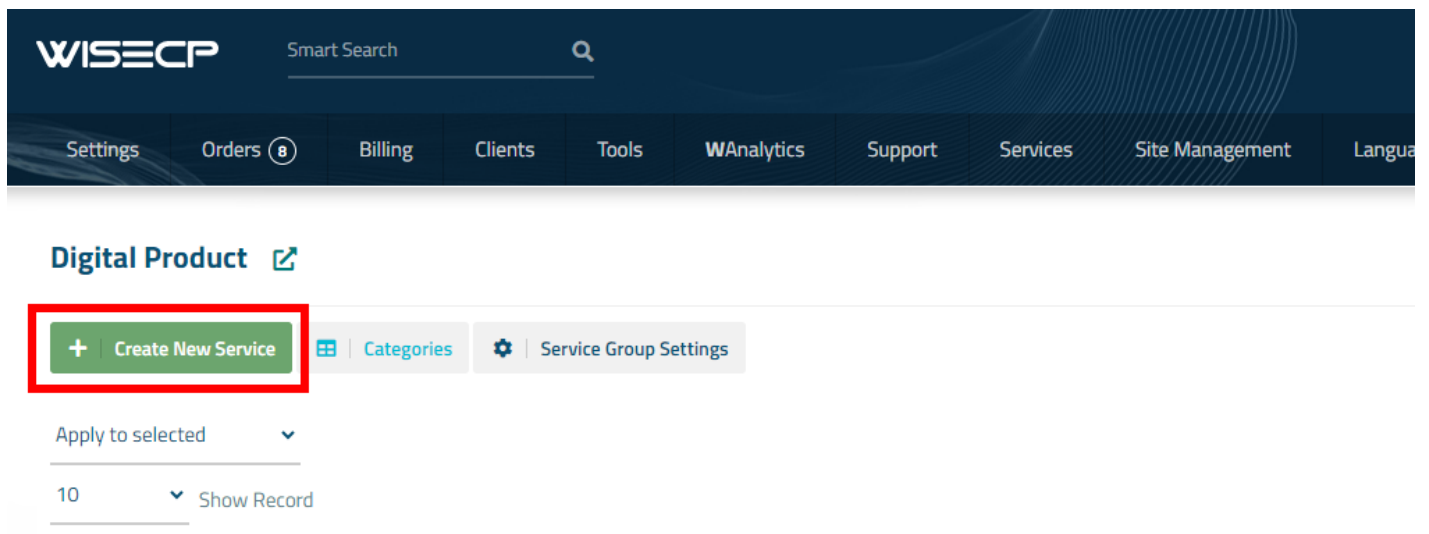 WISECP Smart Search
Settings Orders 8 Billing Clients Tools WAnalytics Support Services Site Management Langua
Digital Product
+ Create New Service Categories Service Group Settings
Apply to selected
10 Show Record